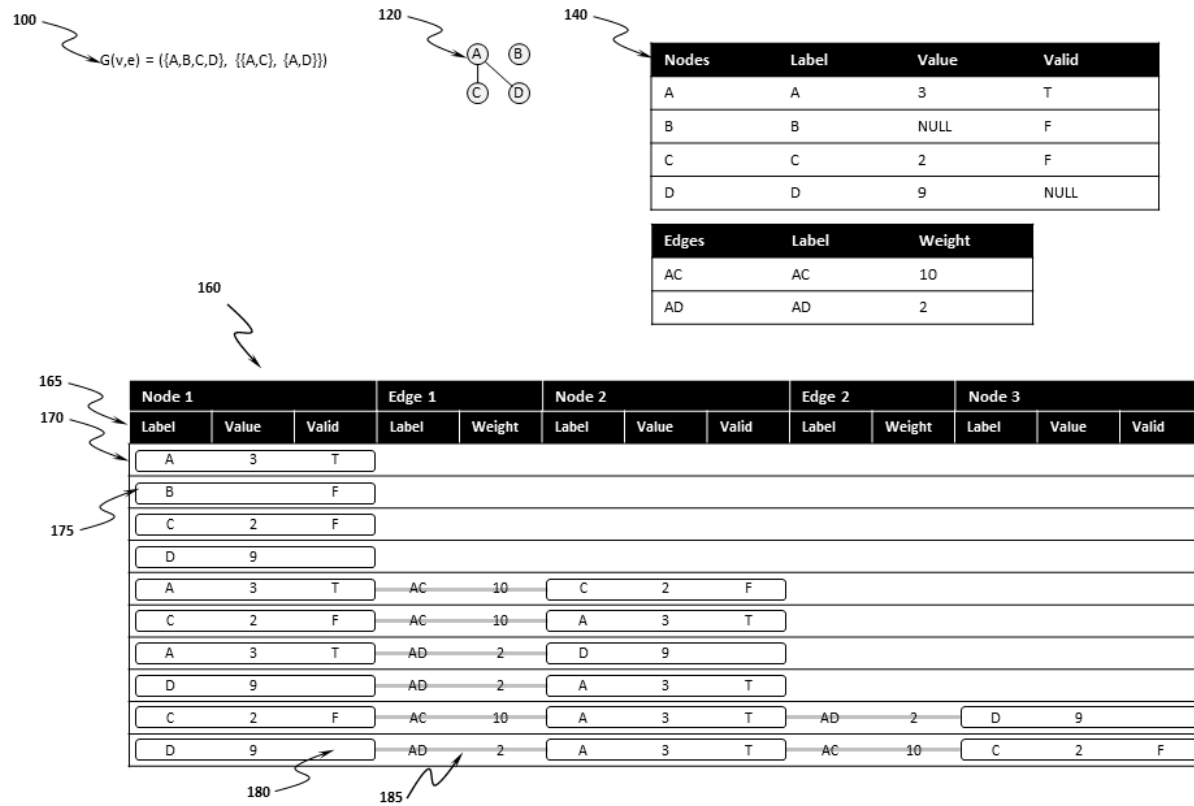 100
120
140
G(v,e) = ({A,B,C,D}, {{A,C}, {A,D}})
A B
C D
Nodes Label Value Valid
A A 3 T
B B NULL F
C C 2 F
D D 9 NULL
Edges Label Weight
AC AC 10
AD AD 2
160
165
170
175
Node 1 Edge 1 Node 2 Edge 2 Node 3
Label Value Valid Label Weight Label Value Valid Label Weight Label Value Valid
A 3 T
B F
C 2 F
D 9
A 3 T AC 10 C 2 F
C 2 F AC 10 A 3 T
A 3 T AD 2 D 9
D 9 AD 2 A 3 T
C 2 F AC 10 A 3 T AD 2 D 9
D 9 AD 2 A 3 T AC 10 C 2 F
180
185